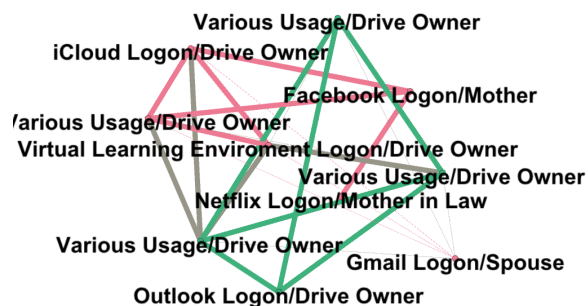 Various Usage/Drive Owner
iCloud Logon/Drive Owner
Facebook Logon/Mother
Various Usage/Drive Owner
Virtual Learning Enviroment Logon/Drive Owner
Various Usage/Drive Owner
Netflix Logon/Mother in Law
Various Usage/Drive Owner
Gmail Logon/Spouse
Outlook Logon/Drive Owner